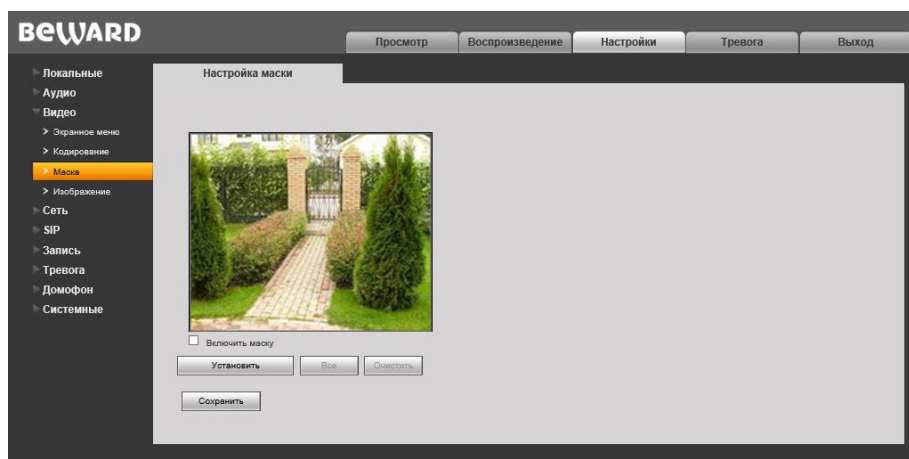 BEWARD
Просмотр
Воспроизведение
Настройки
Тревога
Выход
Локальные
Аудио
Видео
Экранное меню
Кодирование
Маска
Изображение
Сеть
SIP
Запись
Тревога
Домофон
Системные
Настройка маски
Включить маску
Установить
Все
Очистить
Сохранить